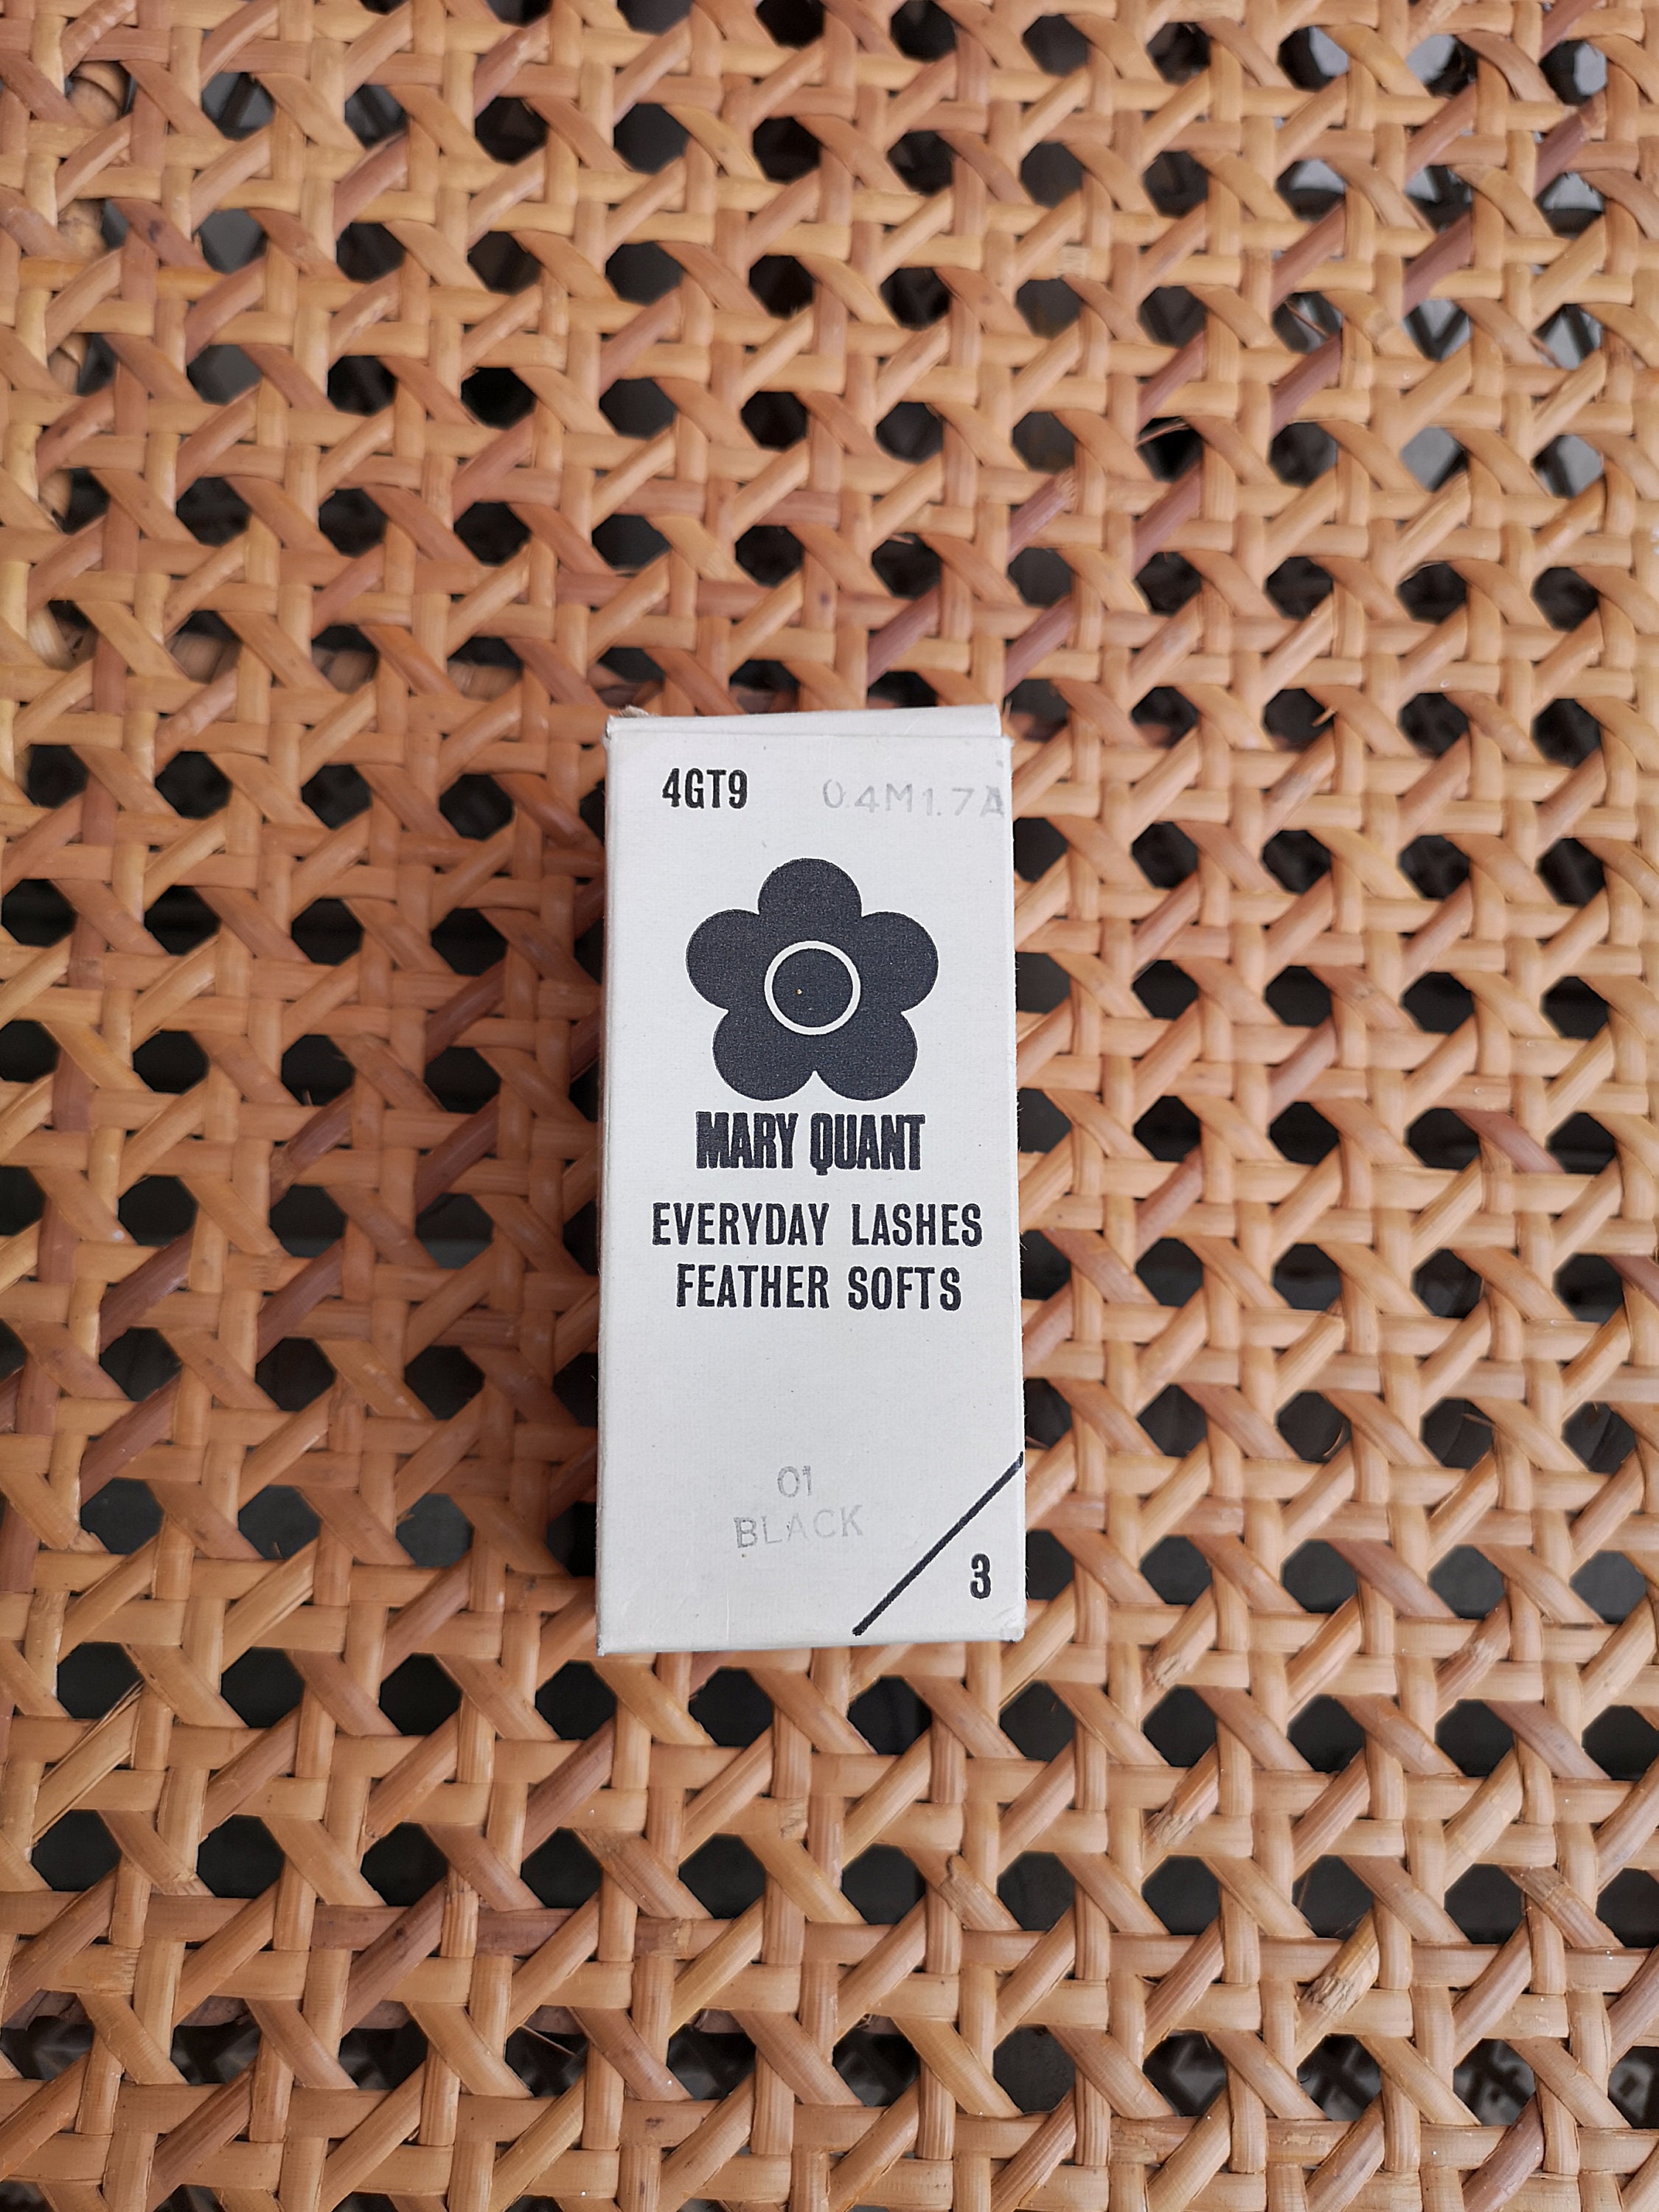 4GT9 04M1.7A
MARY QUANT
EVERYDAY LASHES
FEATHER SOFTS
01
BLACK
3